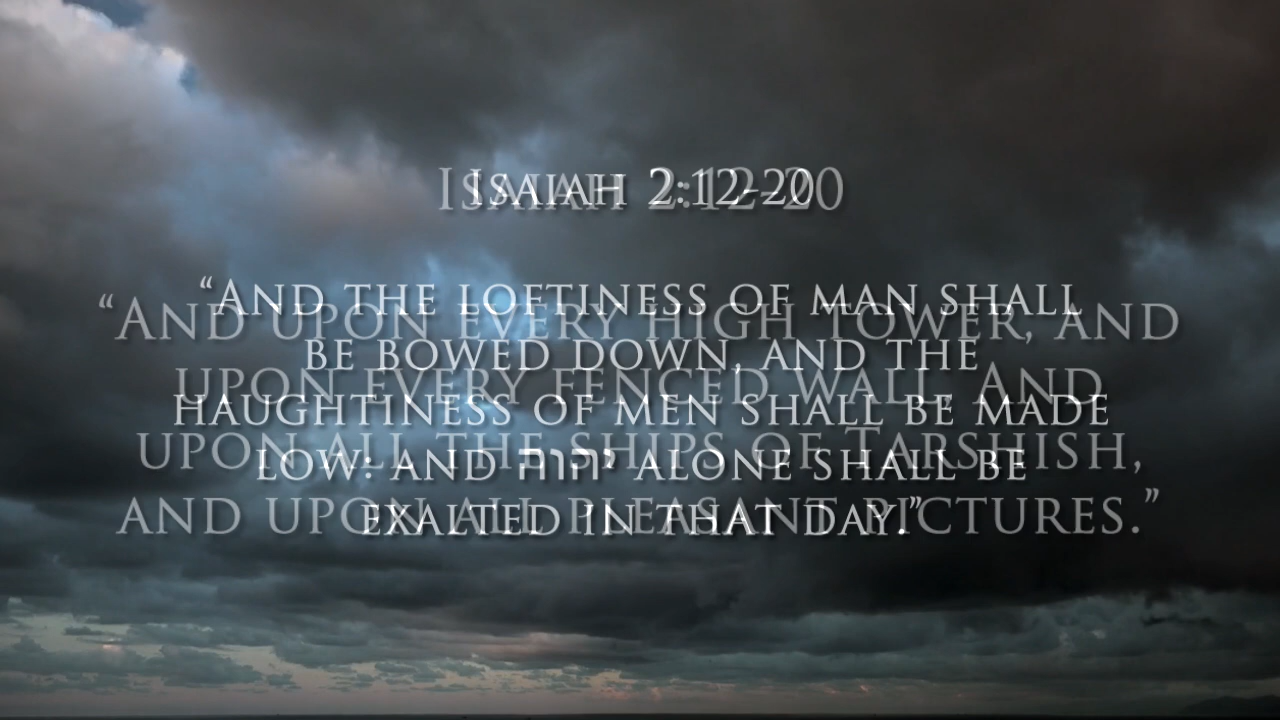 Isaiah 2:12-20
“And upon every high tower, and
upon every fenced wall, And
upon all the ships of Tarshish,
and upon all pleasant pictures.”
Isaiah 2:12-20
“And the loftiness of man shall
be bowed down, and the
haughtiness of men shall be made
low: and יהוה alone shall be
exalted in that day.”